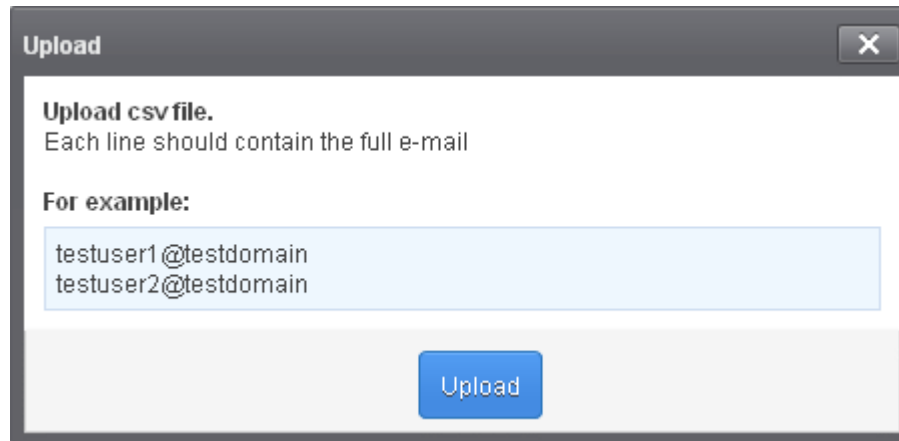 Upload
Upload csv file.
Each line should contain the full e-mail
For example:
testuser1@testdomain
testuser2@testdomain
Upload